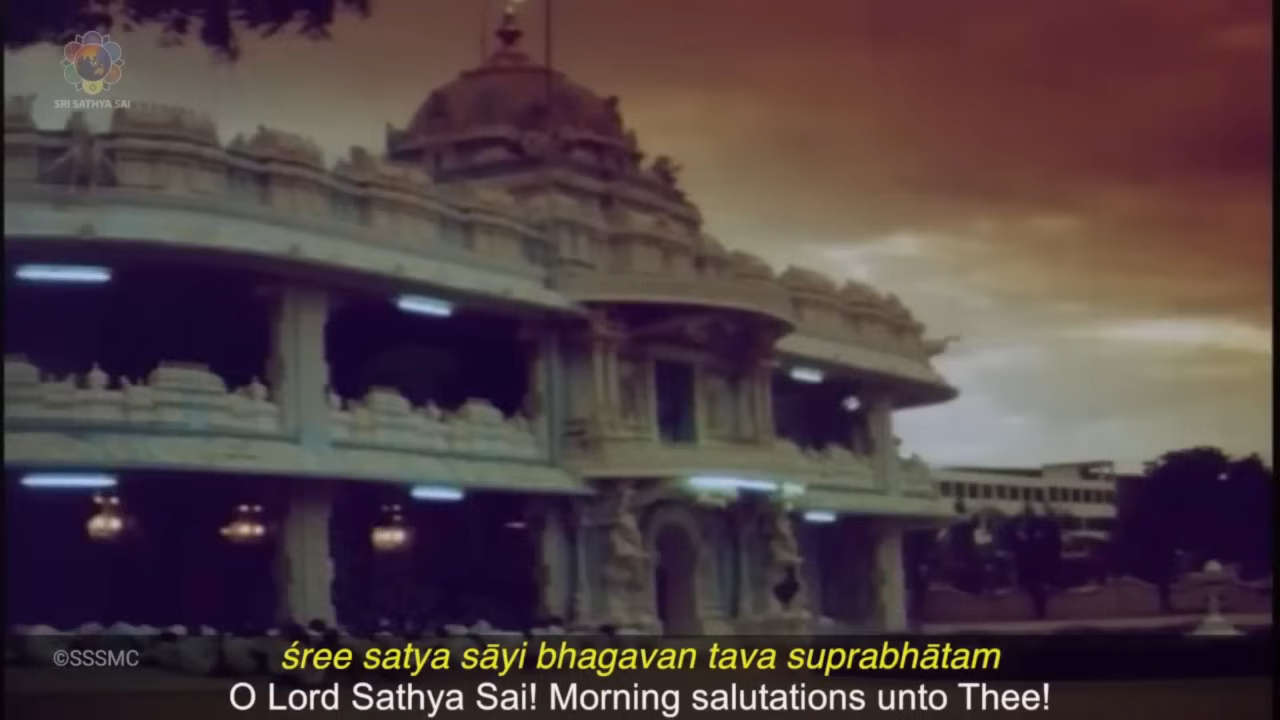 SRI SATHYA SAI
©SSSMC
śree satya sāyi bhagavan tava suprabhātam
O Lord Sathya Sai! Morning salutations unto Thee!